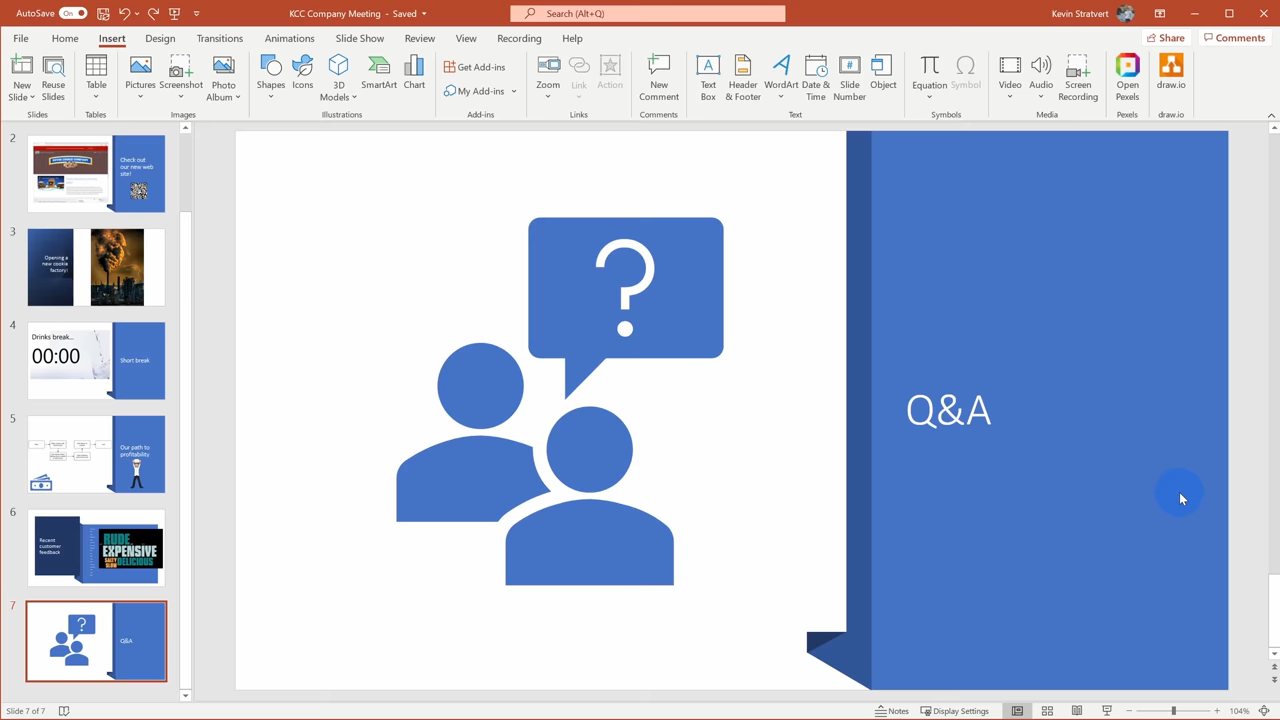 AutoSave On KCC Company Meeting - Saved Search (Alt+Q) Kevin Stratvert
File Home Insert Design Transitions Animations Slide Show Review View Recording Help Share Comments
New Slide
Reuse Slides
Table
Pictures
Screenshot
Photo Album
Shapes
Icons
3D Models
SmartArt
Chart
Get Add-ins
My Add-ins
Zoom
Link
Action
New Comment
Text Box
Header & Footer
WordArt
Date & Time
Slide Number
Object
Equation
Symbol
Video
Audio
Screen Recording
Open Pexels
draw.io
Slides Tables Images Illustrations Add-ins Links Comments Text Symbols Media Pexels draw.io
2
Check out
our new web
site!
3
Opening a
new cookie
factory!
4
Drinks break...
00:00
Short break
5
Our path to
profitability
6
Recent
customer
feedback
RUDE
EXPENSIVE
SALTY
SLOW
DELICIOUS
7
?
Q&A
?
Q&A
Slide 7 of 7 Notes Display Settings 104%